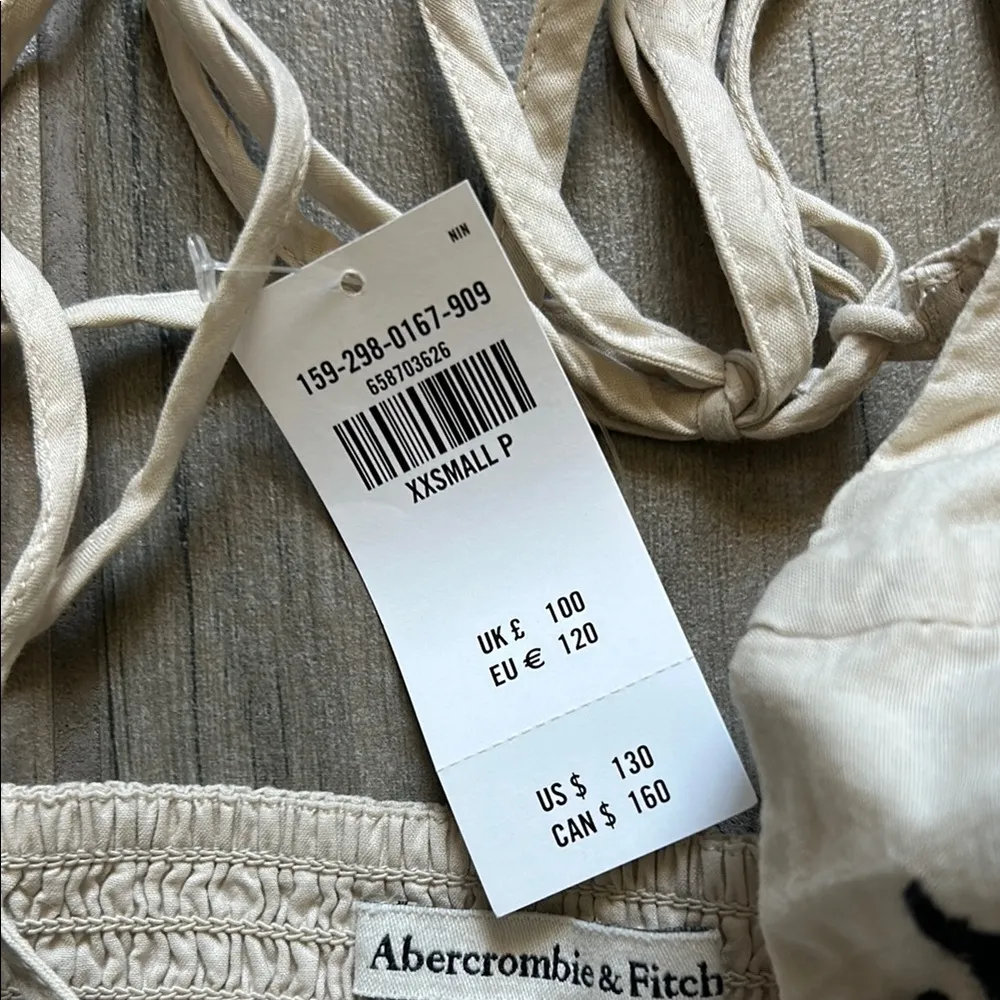 NIN
159-298-0167-909
658703626
XXSMALL P
UK £ 100
EU € 120
US $ 130
CAN $ 160
Abercrombie & Fitch